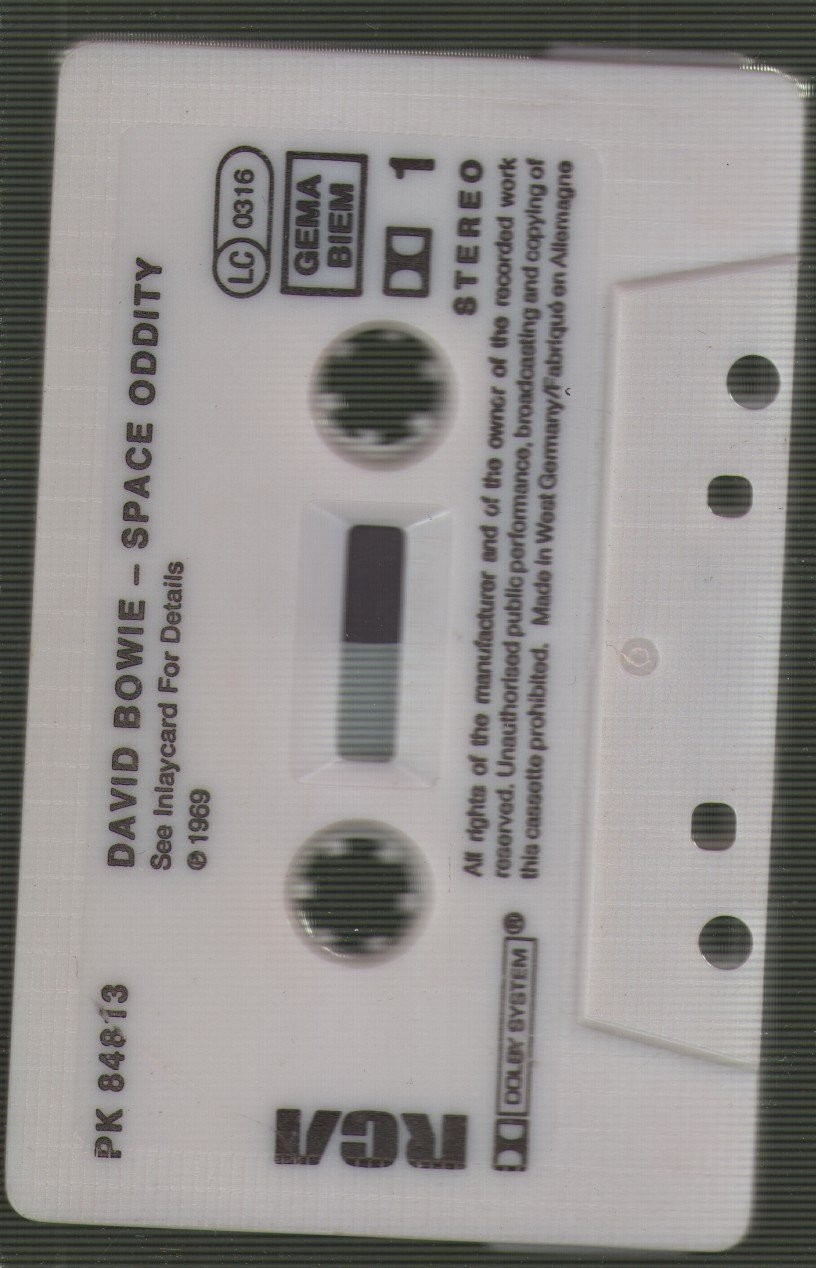 PK 84813
DAVID BOWIE – SPACE ODDITY
See Inlaycard For Details
℗ 1969
LC 0316
GEMA
BIEM
1
STEREO
RCA
DOLBY SYSTEM ®
All rights of the manufacturer and of the owner of the recorded work
reserved. Unauthorised public performance, broadcasting and copying of
this cassette prohibited. Made in West Germany/Fabriqué en Allemagne